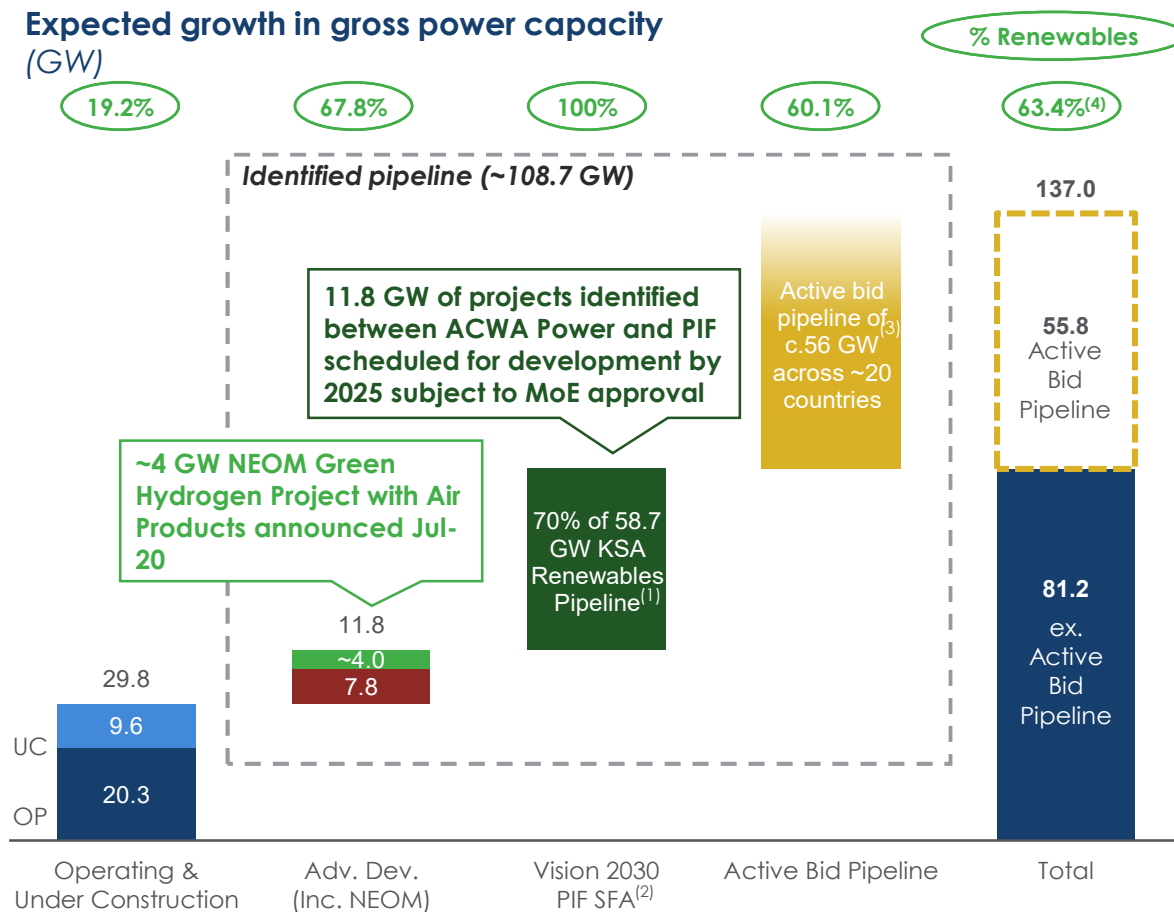 Expected growth in gross power capacity
(GW)
% Renewables
19.2%
67.8%
100%
60.1%
63.4%(4)
Identified pipeline (~108.7 GW)
137.0
11.8 GW of projects identified
between ACWA Power and PIF
scheduled for development by
2025 subject to MoE approval
Active bid
pipeline of
c.56 GW(3)
across ~20
countries
55.8
Active
Bid
Pipeline
~4 GW NEOM Green
Hydrogen Project with Air
Products announced Jul-
20
70% of 58.7
GW KSA
Renewables
Pipeline(1)
81.2
ex.
Active
Bid
Pipeline
11.8
~4.0
7.8
29.8
9.6
20.3
UC
OP
Operating &
Under Construction
Adv. Dev.
(Inc. NEOM)
Vision 2030
PIF SFA(2)
Active Bid Pipeline
Total